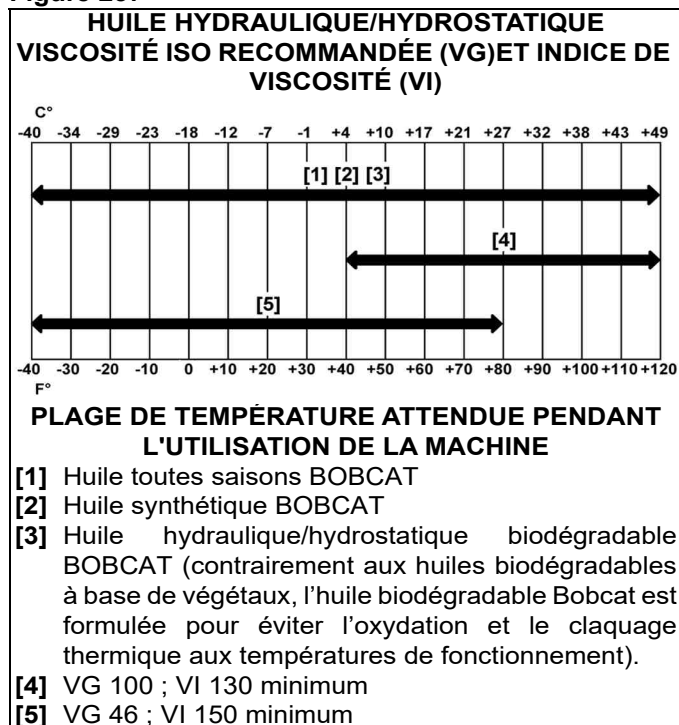 HUILE HYDRAULIQUE/HYDROSTATIQUE
VISCOSITÉ ISO RECOMMANDÉE (VG)ET INDICE DE
VISCOSITÉ (VI)
C°
-40 -34 -29 -23 -18 -12 -7 -1 +4 +10 +17 +21 +27 +32 +38 +43 +49
[1] [2] [3]
[4]
[5]
-40 -30 -20 -10 0 +10 +20 +30 +40 +50 +60 +70 +80 +90 +100 +110 +120
F°
PLAGE DE TEMPÉRATURE ATTENDUE PENDANT
L'UTILISATION DE LA MACHINE
[1] Huile toutes saisons BOBCAT
[2] Huile synthétique BOBCAT
[3] Huile hydraulique/hydrostatique biodégradable
BOBCAT (contrairement aux huiles biodégradables
à base de végétaux, l’huile biodégradable Bobcat est
formulée pour éviter l’oxydation et le claquage
thermique aux températures de fonctionnement).
[4] VG 100 ; VI 130 minimum
[5] VG 46 ; VI 150 minimum